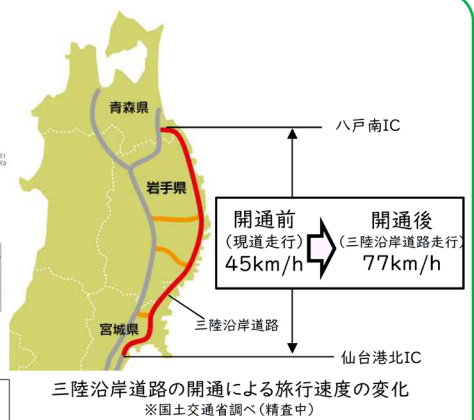 青森県
八戸南IC
岩手県
開通前
(現道走行)
45km/h
開通後
(三陸沿岸道路走行)
77km/h
三陸沿岸道路
宮城県
仙台港北IC
三陸沿岸道路の開通による旅行速度の変化
※国土交通省調べ(精査中)